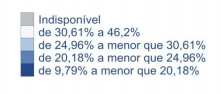 Indisponível
de 30,61% a 46,2%
de 24,96% a menor que 30,61%
de 20,18% a menor que 24,96%
de 9,79% a menor que 20,18%